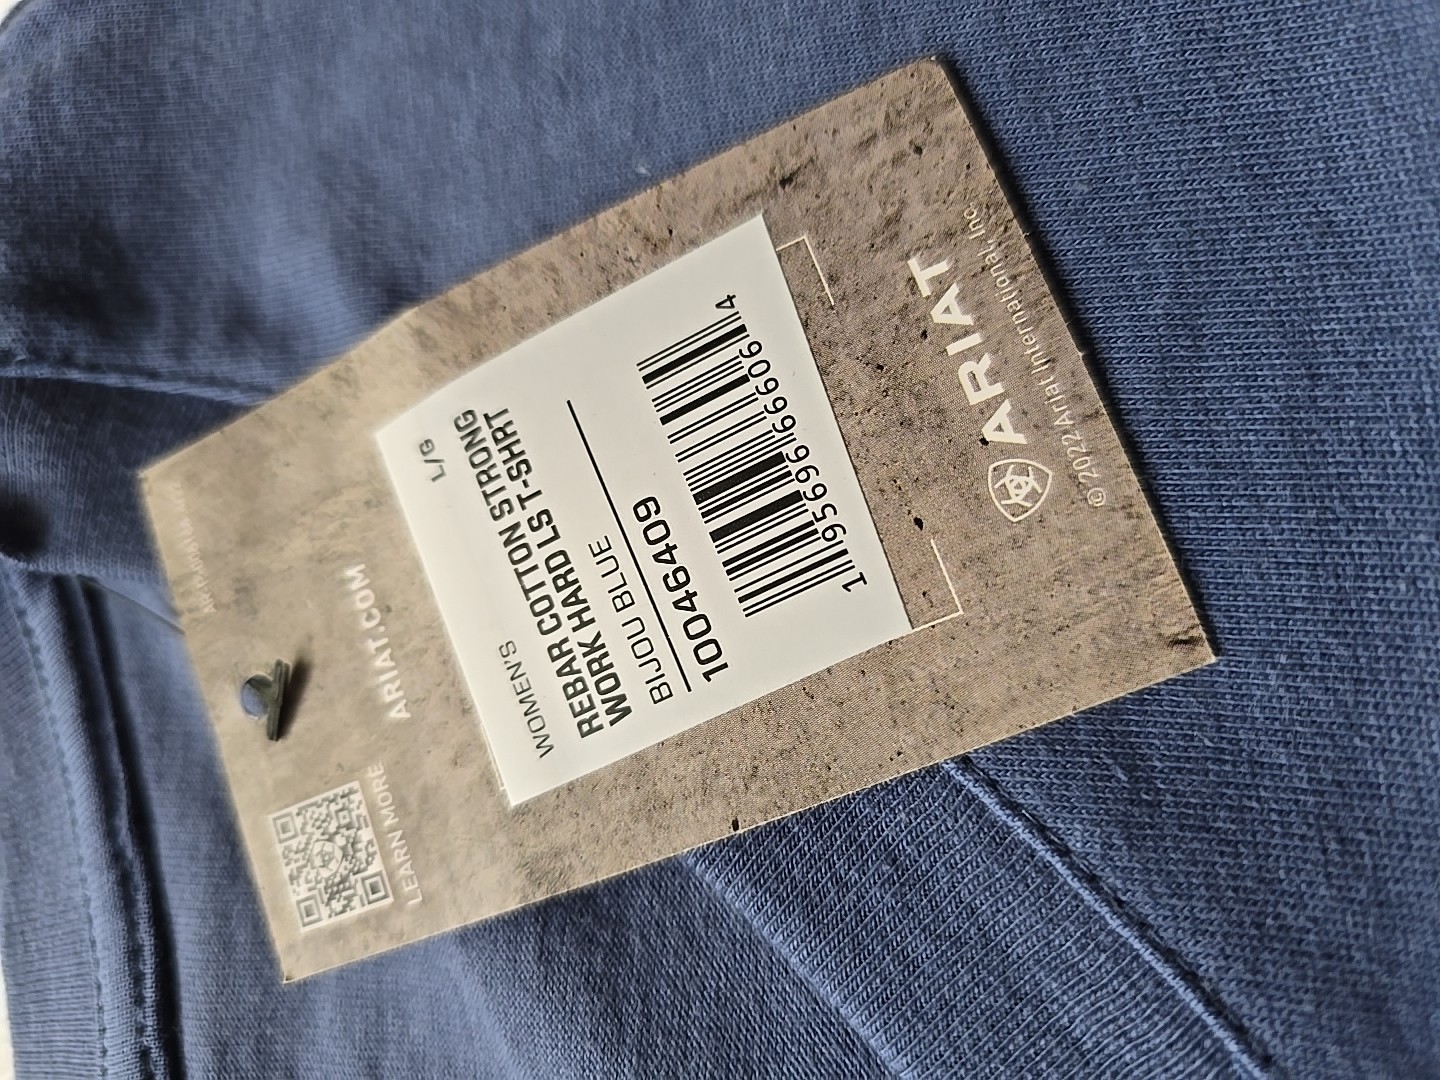 LEARN MORE ARIAT.COM
WOMEN'S L/G
REBAR COTTON STRONG
WORK HARD LS T-SHRT
BIJOU BLUE
10046409
1 95696 66606 4
ARIAT
©2022 Ariat International, Inc.